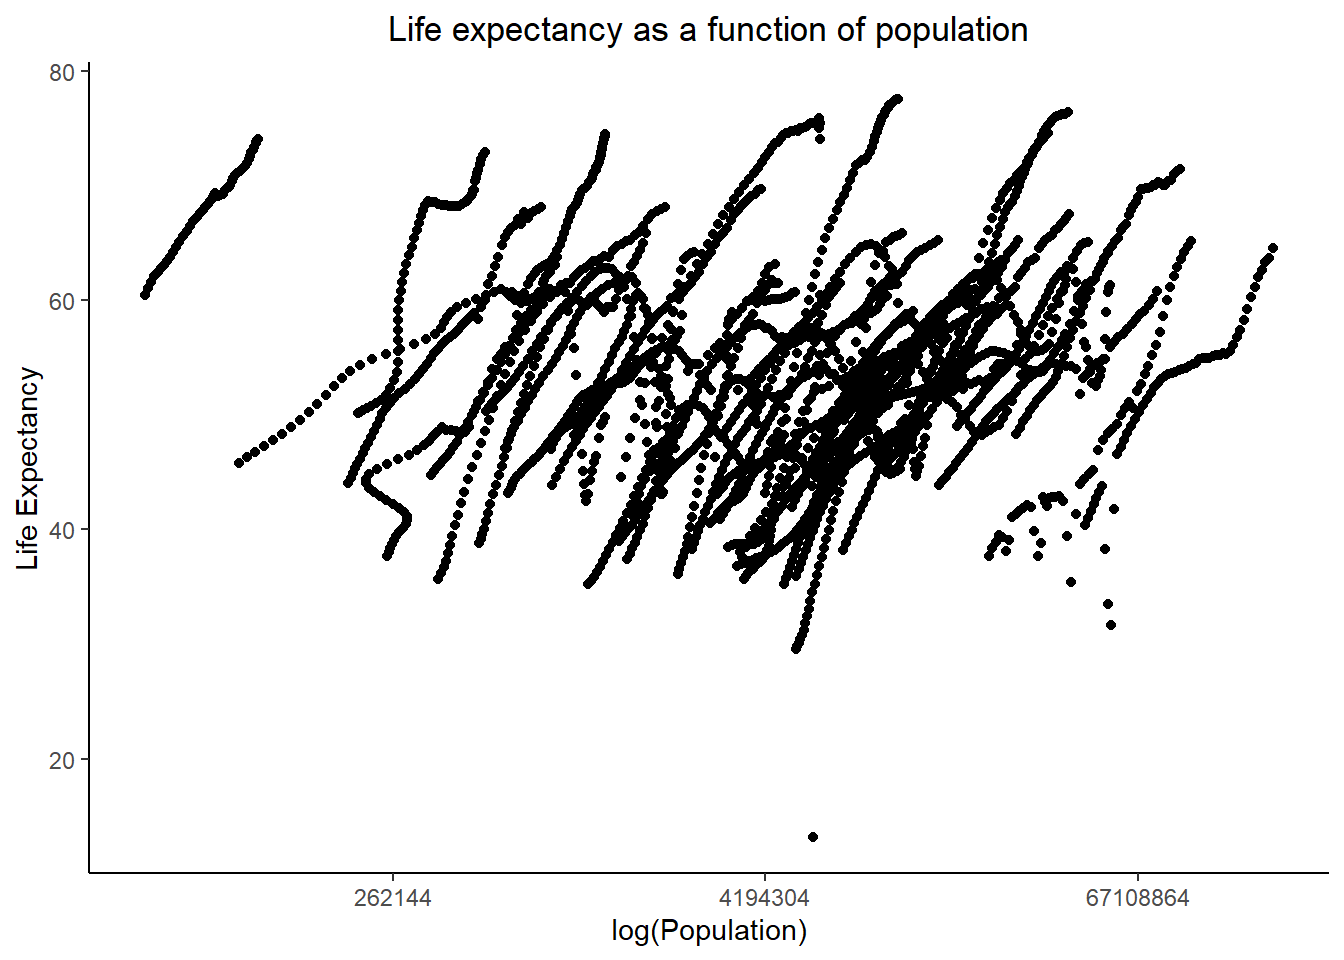 Life expectancy as a function of population
80
60
40
20
Life Expectancy
262144
4194304
67108864
log(Population)